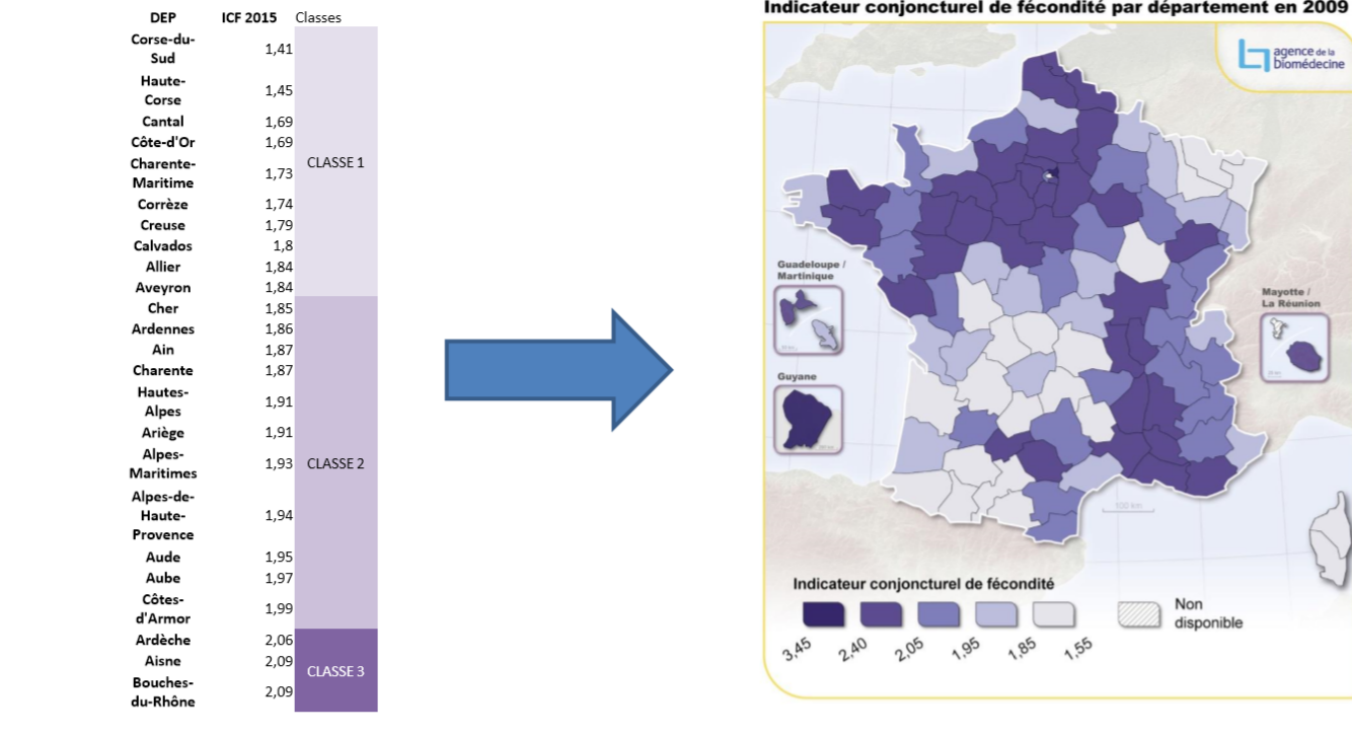 DEP ICF 2015 Classes
Corse-du-
Sud
1,41
Haute-
Corse
1,45
Cantal 1,69
Côte-d'Or 1,69
Charente-
Maritime
1,73
CLASSE 1
Corrèze 1,74
Creuse 1,79
Calvados 1,8
Allier 1,84
Aveyron 1,84
Cher 1,85
Ardennes 1,86
Ain 1,87
Charente 1,87
Hautes-
Alpes
1,91
Ariège 1,91
Alpes-
Maritimes
1,93
CLASSE 2
Alpes-de-
Haute-
Provence
1,94
Aude 1,95
Aube 1,97
Côtes-
d'Armor
1,99
Ardèche 2,06
Aisne 2,09
CLASSE 3
Bouches-
du-Rhône
2,09
Indicateur conjoncturel de fécondité par département en 2009
agence de la
biomédecine
Guadeloupe /
Martinique
Guyane
Mayotte /
La Réunion
100 km
Indicateur conjoncturel de fécondité
3,45 2,40 2,05 1,95 1,85 1,55
Non
disponible